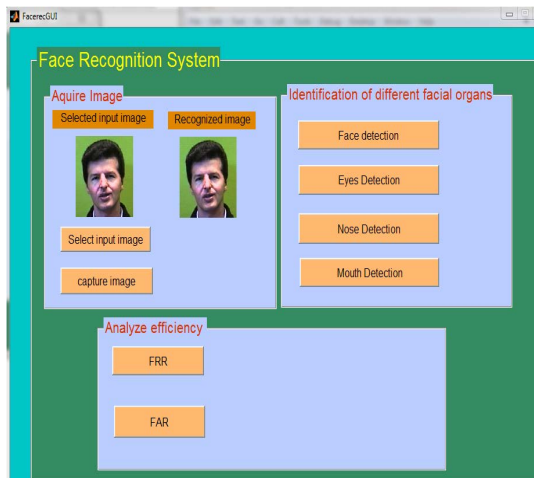 FacerecGUI
Face Recognition System
Aquire Image
Selected input image
Recognized image
Select input image
capture image
Identification of different facial organs
Face detection
Eyes Detection
Nose Detection
Mouth Detection
Analyze efficiency
FRR
FAR